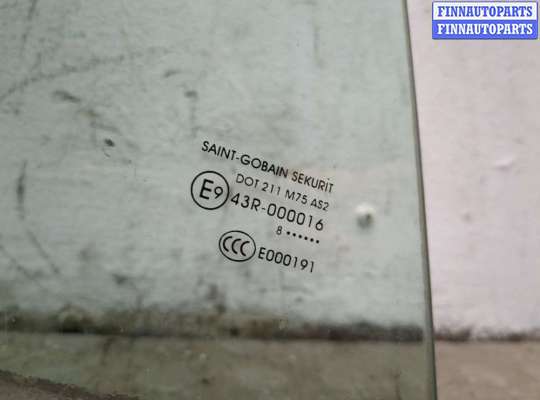 FINNAUTOPARTS
FINNAUTOPARTS
SAINT-GOBAIN SEKURIT
DOT 211 M75 AS2
E9 43R-000016
8 ••••••
CCC E000191